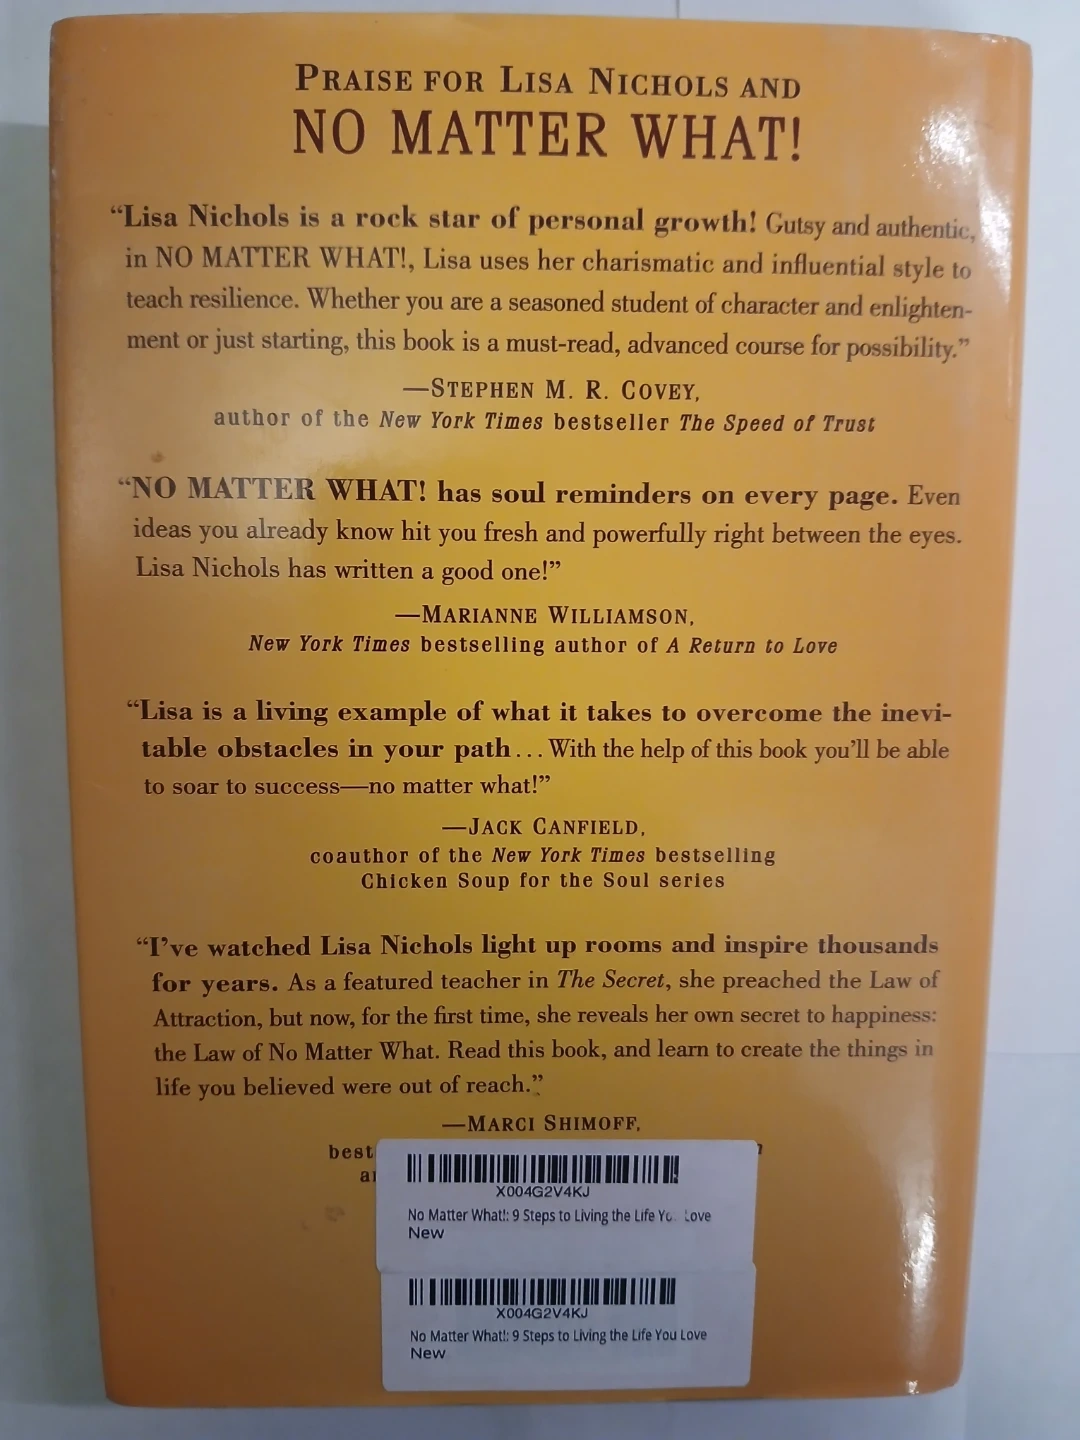 PRAISE FOR LISA NICHOLS AND
NO MATTER WHAT!
“Lisa Nichols is a rock star of personal growth! Gutsy and authentic,
in NO MATTER WHAT!, Lisa uses her charismatic and influential style to
teach resilience. Whether you are a seasoned student of character and enlighten-
ment or just starting, this book is a must-read, advanced course for possibility.”
—STEPHEN M. R. COVEY,
author of the New York Times bestseller The Speed of Trust
“NO MATTER WHAT! has soul reminders on every page. Even
ideas you already know hit you fresh and powerfully right between the eyes.
Lisa Nichols has written a good one!”
—MARIANNE WILLIAMSON,
New York Times bestselling author of A Return to Love
“Lisa is a living example of what it takes to overcome the inevi-
table obstacles in your path... With the help of this book you’ll be able
to soar to success—no matter what!”
—JACK CANFIELD,
coauthor of the New York Times bestselling
Chicken Soup for the Soul series
“I’ve watched Lisa Nichols light up rooms and inspire thousands
for years. As a featured teacher in The Secret, she preached the Law of
Attraction, but now, for the first time, she reveals her own secret to happiness:
the Law of No Matter What. Read this book, and learn to create the things in
life you believed were out of reach.”
—MARCI SHIMOFF,
best
X004G2V4KJ
No Matter What!: 9 Steps to Living the Life You Love
New
X004G2V4KJ
No Matter What!: 9 Steps to Living the Life You Love
New